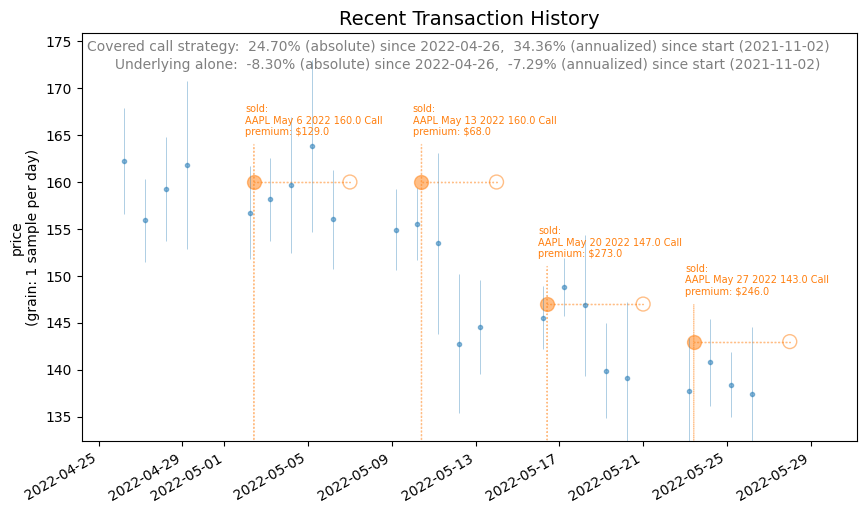 Recent Transaction History
Covered call strategy:  24.70% (absolute) since 2022-04-26,  34.36% (annualized) since start (2021-11-02)
Underlying alone:  -8.30% (absolute) since 2022-04-26,  -7.29% (annualized) since start (2021-11-02)
sold:
AAPL May 6 2022 160.0 Call
premium: $129.0
sold:
AAPL May 13 2022 160.0 Call
premium: $68.0
sold:
AAPL May 20 2022 147.0 Call
premium: $273.0
sold:
AAPL May 27 2022 143.0 Call
premium: $246.0
price
(grain: 1 sample per day)
175
170
165
160
155
150
145
140
135
2022-04-25
2022-04-29
2022-05-01
2022-05-05
2022-05-09
2022-05-13
2022-05-17
2022-05-21
2022-05-25
2022-05-29